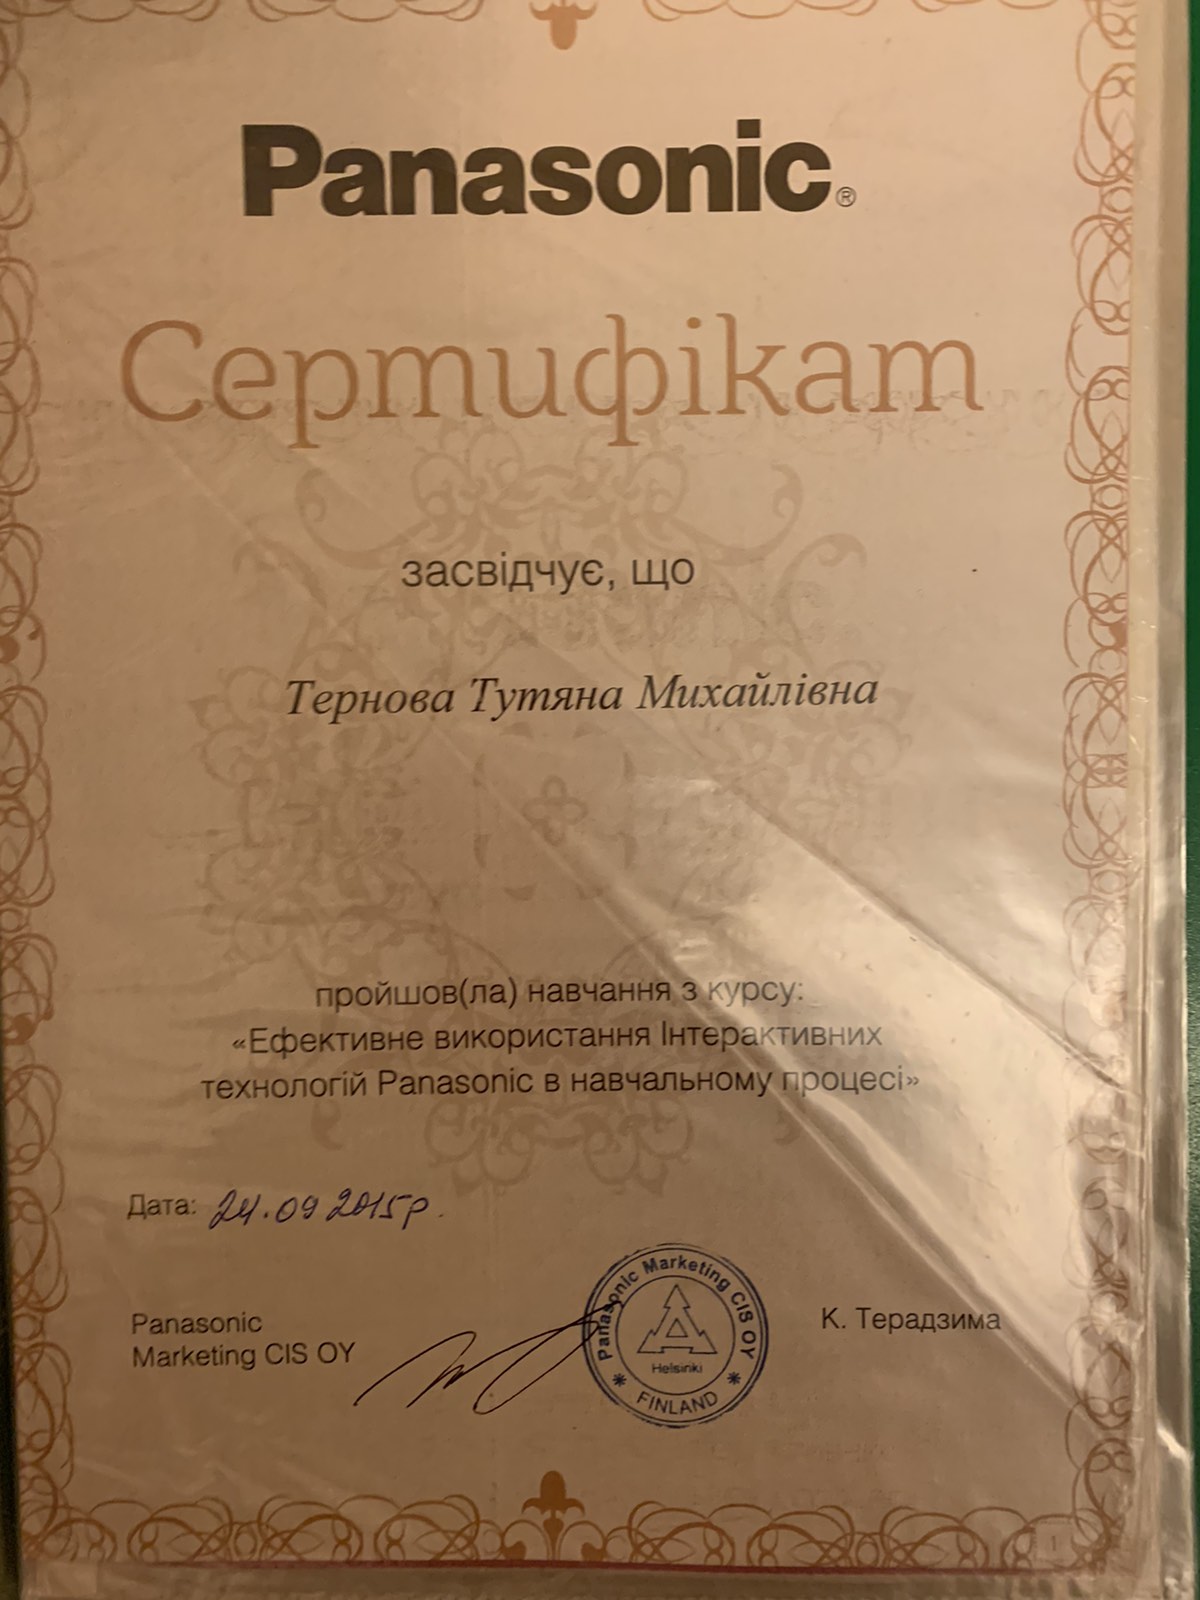 Panasonic®
Сертифікат
засвідчує, що
Тернова Тутяна Михайлівна
пройшов(ла) навчання з курсу:
«Ефективне використання Інтерактивних
технологій Panasonic в навчальному процесі»
Дата: 24.09 2015р.
Panasonic
Marketing CIS OY
Panasonic Marketing CIS OY
Helsinki
* FINLAND *
К. Терадзима